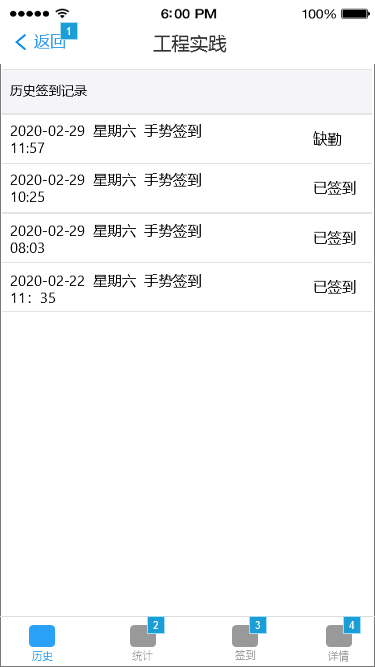 6:00 PM 100%
返回 1
工程实践
历史签到记录
2020-02-29 星期六 手势签到
11:57
缺勤
2020-02-29 星期六 手势签到
10:25
已签到
2020-02-29 星期六 手势签到
08:03
已签到
2020-02-22 星期六 手势签到
11：35
已签到
2 3 4
历史 统计 签到 详情